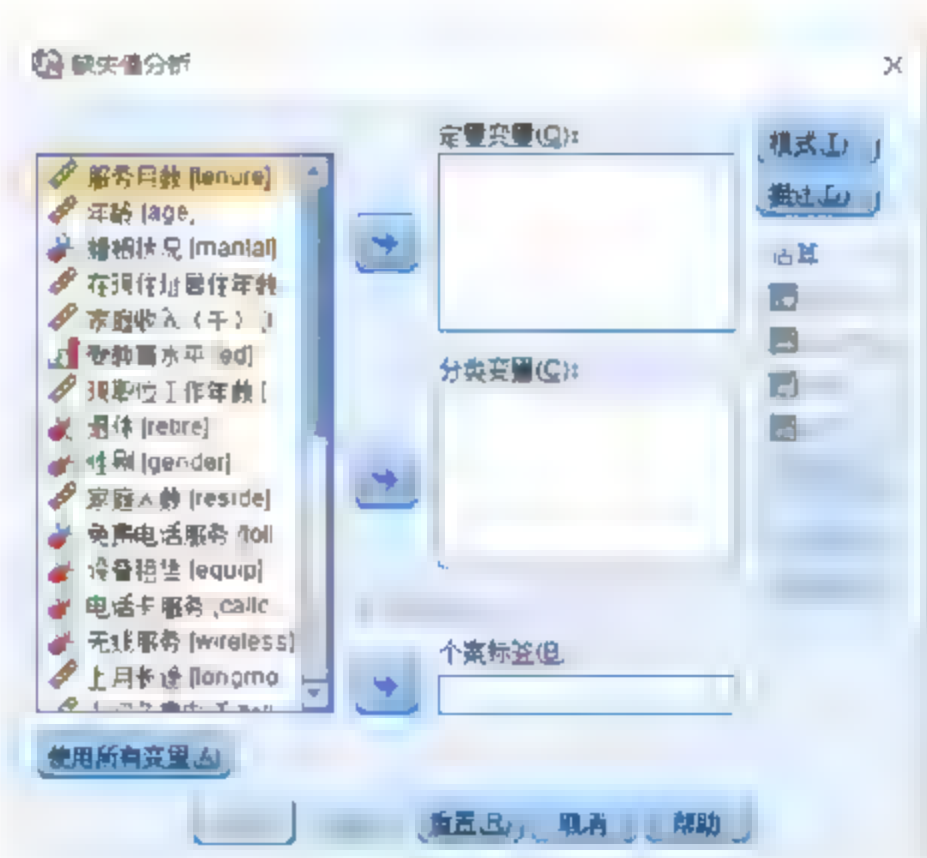 缺失值分析
定量变量(Q):
模式(T)
服务月数 [tenure]
描述(D)
年龄 [age]
婚姻状况 [marital]
估算
在现住址居住年数
家庭收入(千) [i
受教育水平 [ed]
分类变量(C):
现职位工作年数 [
退休 [retire]
性别 [gender]
家庭人数 [reside]
免费电话服务 [toll
设备租赁 [equip]
电话卡服务 [callc
无线服务 [wireless]
个案标签(B)
上月长途 [longmo
使用所有变量(A)
重置(R)
取消
帮助